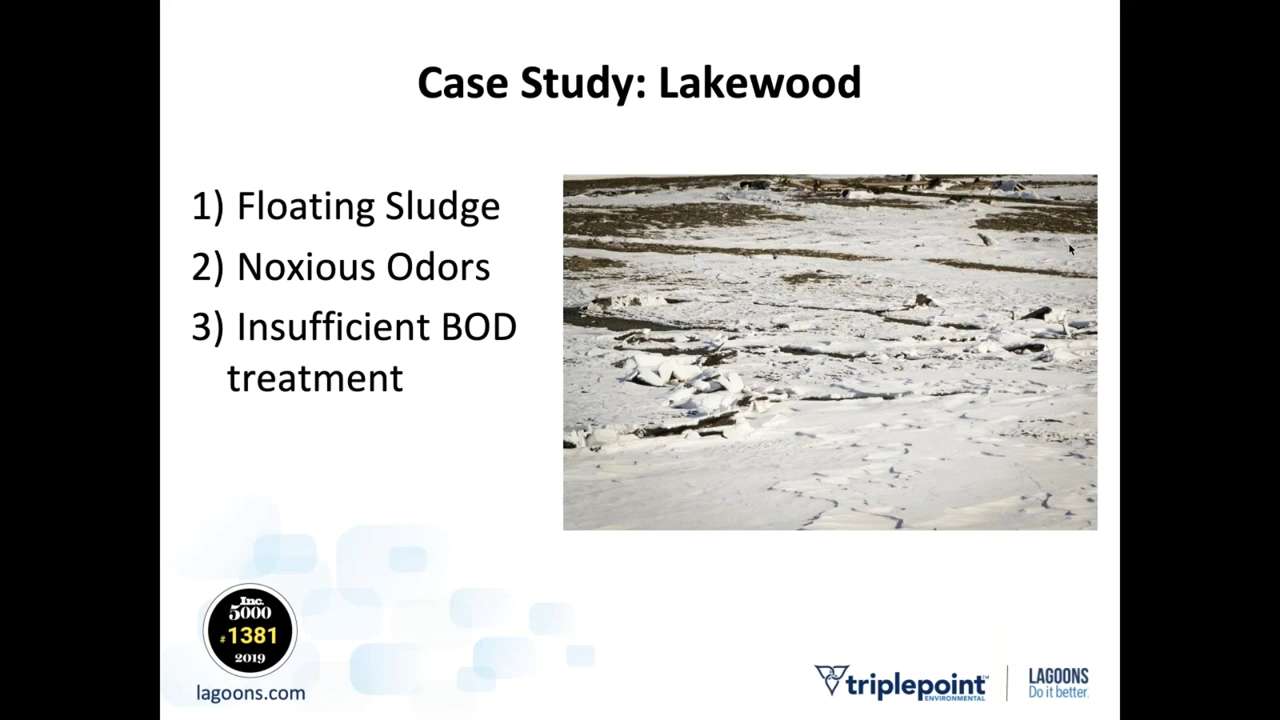 Case Study: Lakewood
1) Floating Sludge
2) Noxious Odors
3) Insufficient BOD
treatment
Inc.
5000
#1381
2019
lagoons.com
triplepoint
ENVIRONMENTAL
LAGOONS
Do it better.